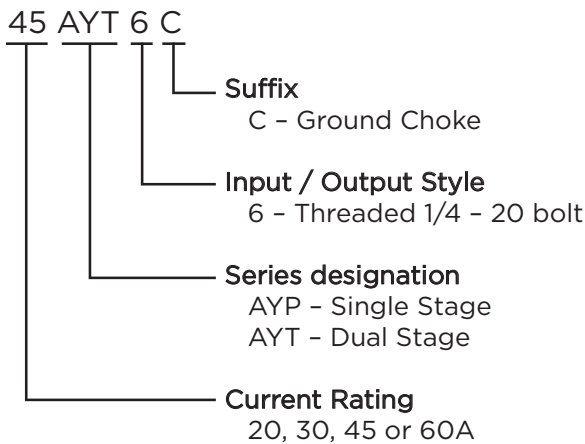 45 AYT 6 C
Suffix
C – Ground Choke
Input / Output Style
6 – Threaded 1/4 – 20 bolt
Series designation
AYP – Single Stage
AYT – Dual Stage
Current Rating
20, 30, 45 or 60A